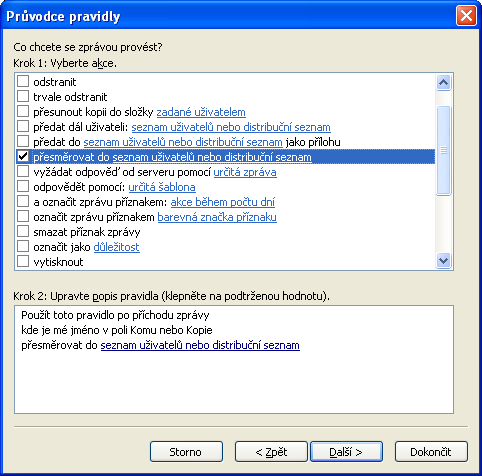 Průvodce pravidly
Co chcete se zprávou provést?
Krok 1: Vyberte akce.
odstranit
trvale odstranit
přesunout kopii do složky zadané uživatelem
předat dál uživateli: seznam uživatelů nebo distribuční seznam
předat do seznam uživatelů nebo distribuční seznam jako přílohu
přesměrovat do seznam uživatelů nebo distribuční seznam
vyžádat odpověď od serveru pomocí určitá zpráva
odpovědět pomocí: určitá šablona
a označit zprávu příznakem: akce během počtu dní
označit zprávu příznakem barevná značka příznaku
smazat příznak zprávy
označit jako důležitost
vytisknout
Krok 2: Upravte popis pravidla (klepněte na podtrženou hodnotu).
Použít toto pravidlo po příchodu zprávy
kde je mé jméno v poli Komu nebo Kopie
přesměrovat do seznam uživatelů nebo distribuční seznam
Storno < Zpět Další > Dokončit